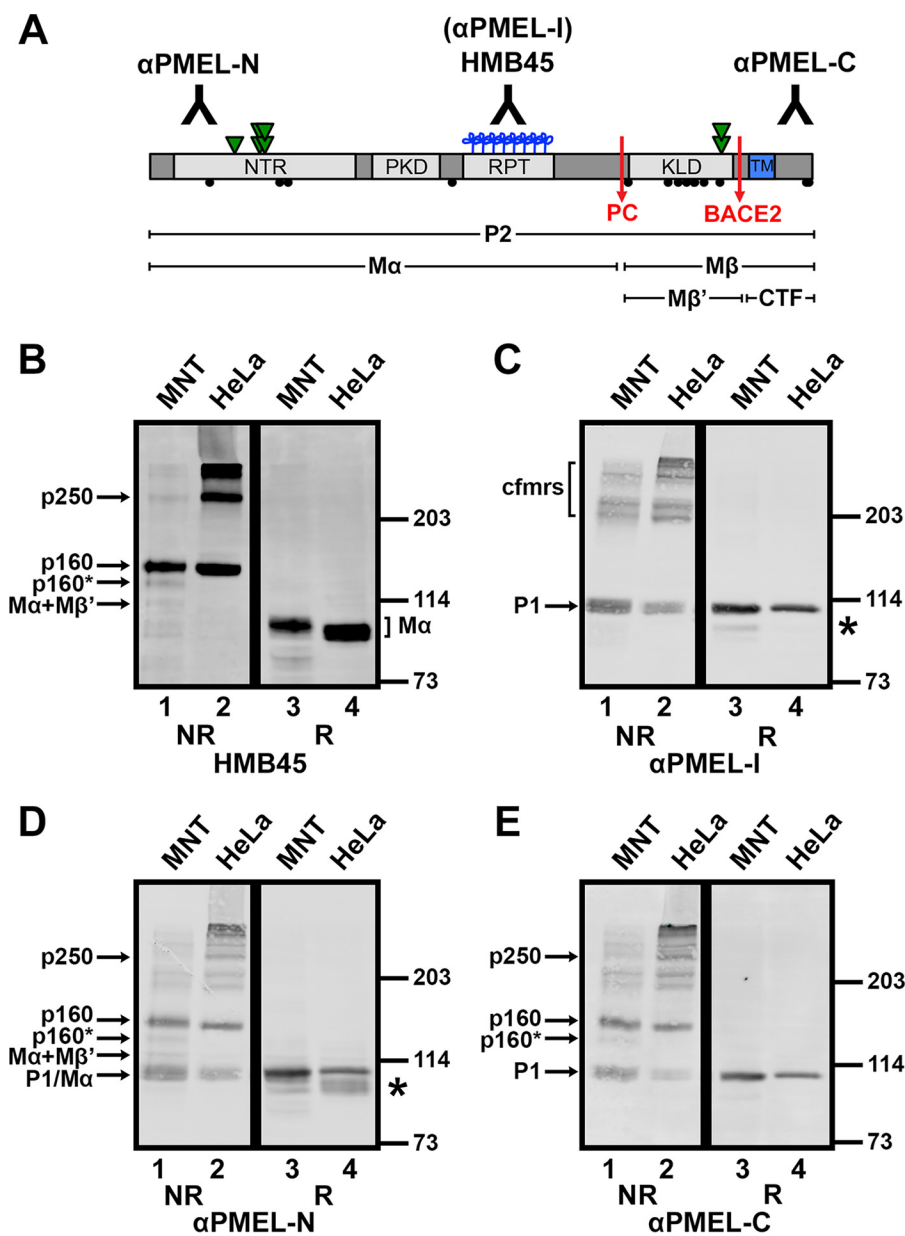 A
αPMEL-N
(αPMEL-I)
HMB45
αPMEL-C
NTR
PKD
RPT
KLD
TM
PC
BACE2
P2
Mα
Mβ
Mβ’
CTF
B
MNT
HeLa
MNT
HeLa
p250
p160
p160*
Mα+Mβ’
203
114
] Mα
73
1
2
3
4
NR
R
HMB45
C
MNT
HeLa
MNT
HeLa
cfmrs
P1
203
114
*
73
1
2
3
4
NR
R
αPMEL-I
D
MNT
HeLa
MNT
HeLa
p250
p160
p160*
Mα+Mβ’
P1/Mα
203
114
*
73
1
2
3
4
NR
R
αPMEL-N
E
MNT
HeLa
MNT
HeLa
p250
p160
p160*
P1
203
114
73
1
2
3
4
NR
R
αPMEL-C